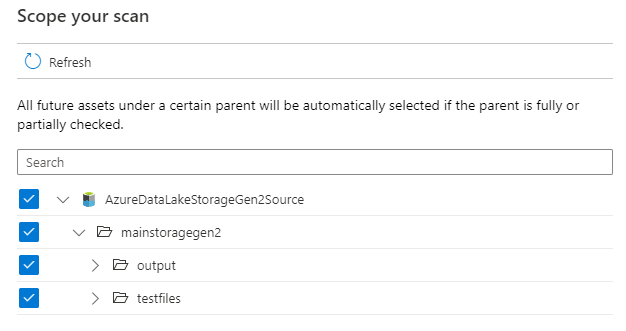 Scope your scan
Refresh
All future assets under a certain parent will be automatically selected if the parent is fully or
partially checked.
Search
AzureDataLakeStorageGen2Source
mainstoragegen2
output
testfiles